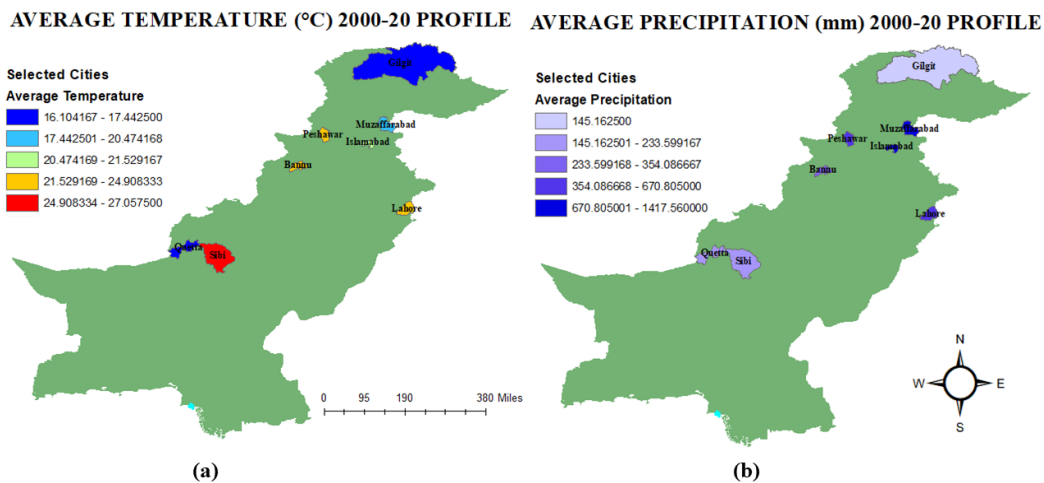 AVERAGE TEMPERATURE (°C) 2000-20 PROFILE
Selected Cities
Average Temperature
16.104167 - 17.442500
17.442501 - 20.474168
20.474169 - 21.529167
21.529169 - 24.908333
24.908334 - 27.057500
Gilgit
Muzaffarabad
Peshawar
Islamabad
Bannu
Lahore
Quetta
Sibi
0 95 190 380 Miles
(a)
AVERAGE PRECIPITATION (mm) 2000-20 PROFILE
Selected Cities
Average Precipitation
145.162500
145.162501 - 233.599167
233.599168 - 354.086667
354.086668 - 670.805000
670.805001 - 1417.560000
Gilgit
Muzaffarabad
Peshawar
Islamabad
Bannu
Lahore
Quetta
Sibi
N
W E
S
(b)